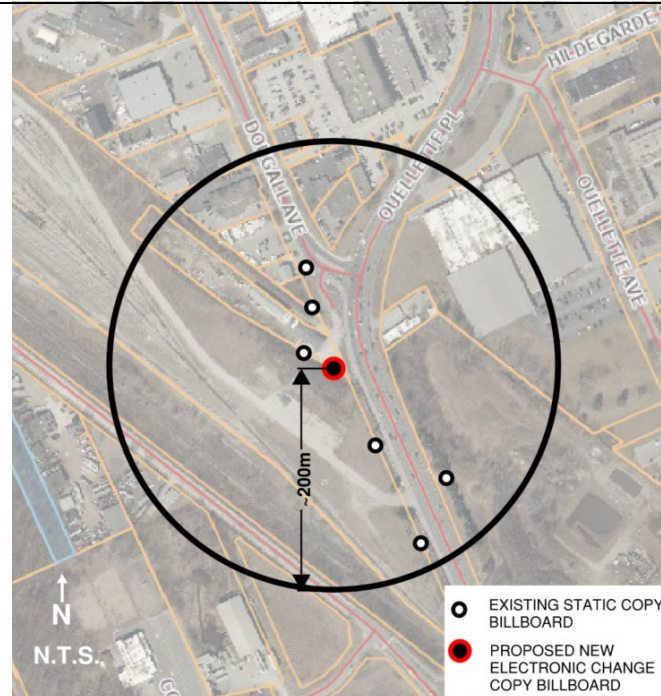 HILDEGARDE
DOUGALL AVE
OUELLETTE PL
OUELLETTE AVE
~200m
N
N.T.S.
EXISTING STATIC COPY
BILLBOARD
PROPOSED NEW
ELECTRONIC CHANGE
COPY BILLBOARD